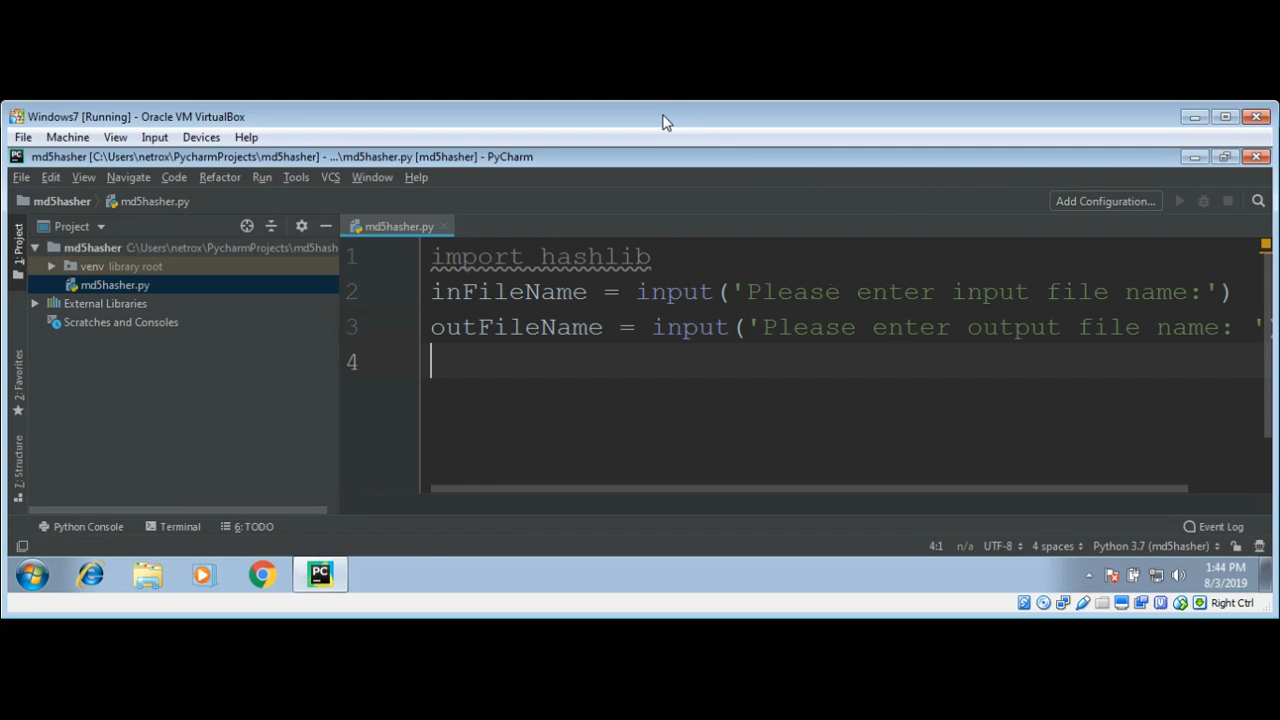 Windows7 [Running] - Oracle VM VirtualBox
File Machine View Input Devices Help
PC md5hasher [C:\Users\netrox\PycharmProjects\md5hasher] - ...\md5hasher.py [md5hasher] - PyCharm
File Edit View Navigate Code Refactor Run Tools VCS Window Help
md5hasher md5hasher.py Add Configuration...
1: Project
Project
md5hasher C:\Users\netrox\PycharmProjects\md5hash
venv library root
md5hasher.py
External Libraries
Scratches and Consoles
2: Favorites
7: Structure
md5hasher.py
1 import hashlib
2 inFileName = input('Please enter input file name:')
3 outFileName = input('Please enter output file name: ')
4
Python Console Terminal 6: TODO Event Log
4:1 n/a UTF-8 4 spaces Python 3.7 (md5hasher)
PC 1:44 PM
8/3/2019
Right Ctrl